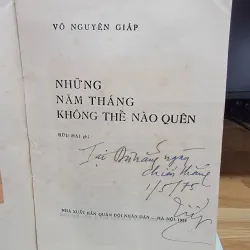 VÕ NGUYÊN GIÁP
NHỮNG
NĂM THÁNG
KHÔNG THỂ NÀO QUÊN
HỮU MAI ghi
Tại Đà nẵng ngày
chiến thắng
1/5/75
NHÀ XUẤT BẢN QUÂN ĐỘI NHÂN DÂN — HÀ NỘI